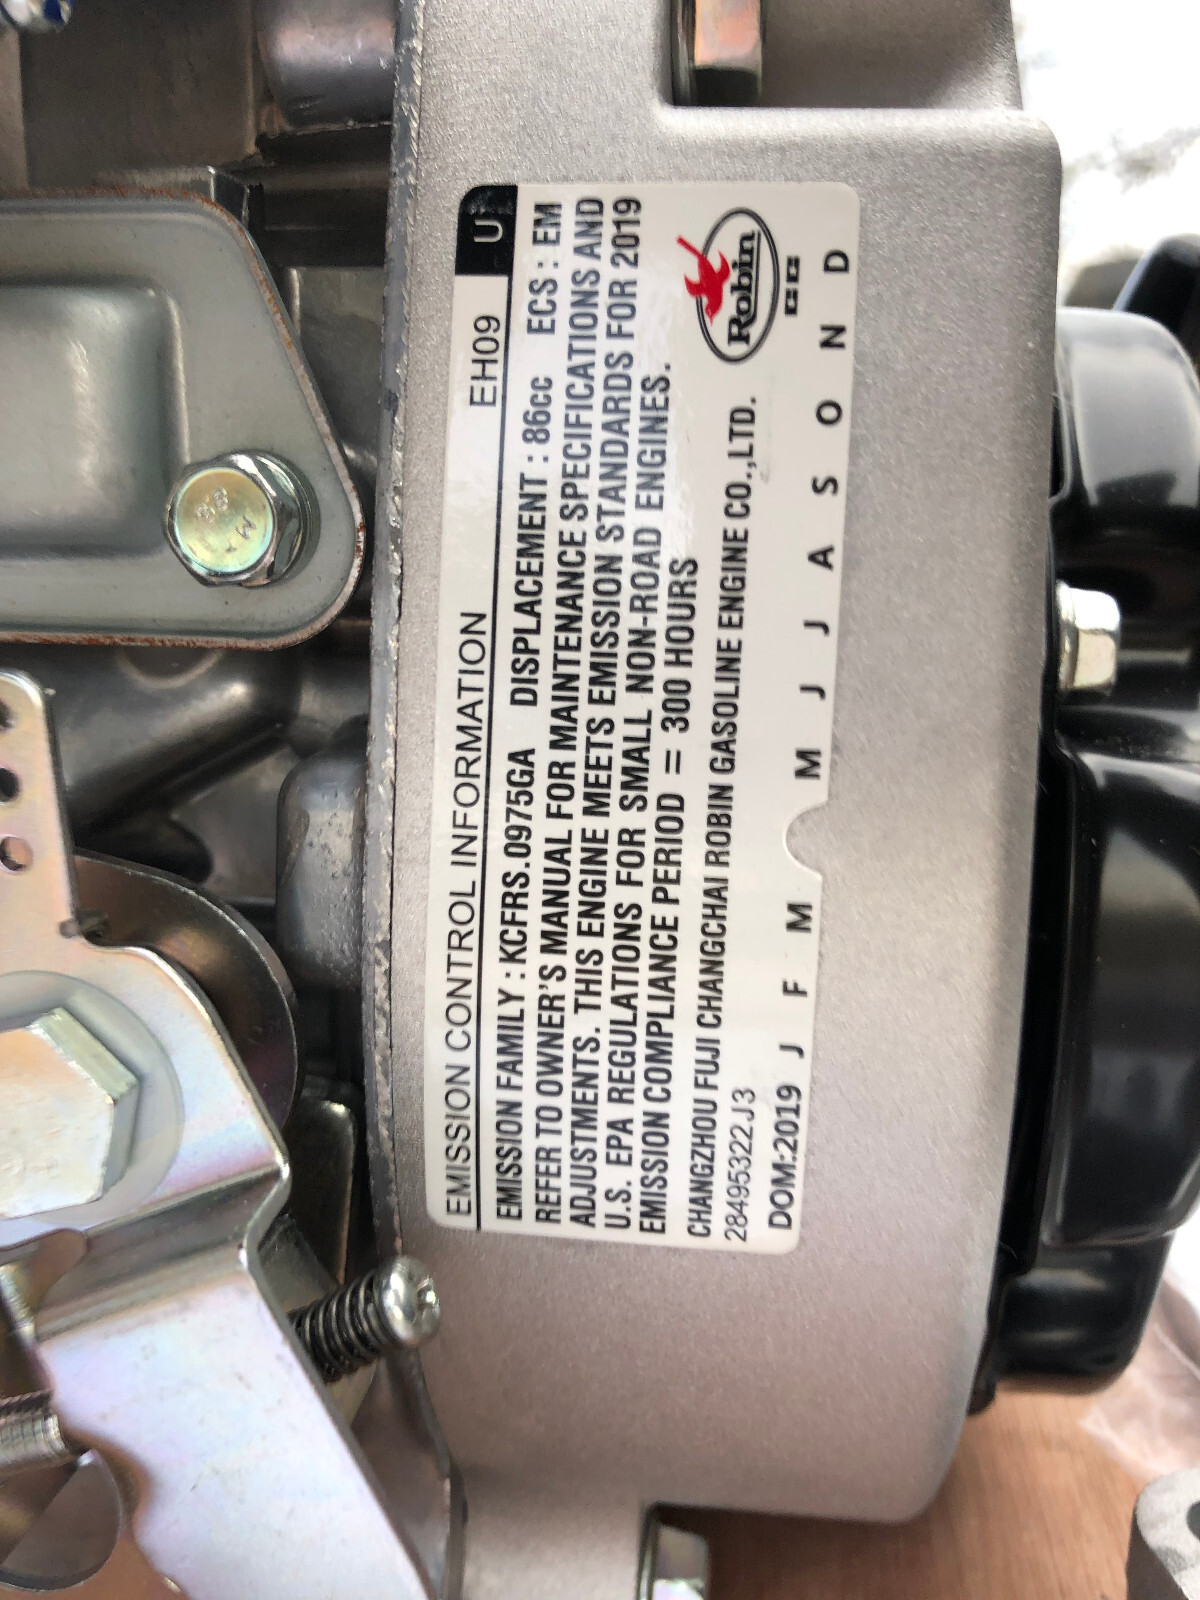 EMISSION CONTROL INFORMATION EH09 U1
EMISSION FAMILY : KCFRS.0975GA DISPLACEMENT : 86cc ECS : EM
REFER TO OWNER'S MANUAL FOR MAINTENANCE SPECIFICATIONS AND
ADJUSTMENTS. THIS ENGINE MEETS EMISSION STANDARDS FOR 2019
U.S. EPA REGULATIONS FOR SMALL NON-ROAD ENGINES.
EMISSION COMPLIANCE PERIOD = 300 HOURS
CHANGZHOU FUJI CHANGCHAI ROBIN GASOLINE ENGINE CO.,LTD.
28495322J3
Robin
DOM:2019 J F M M J J A S O N D